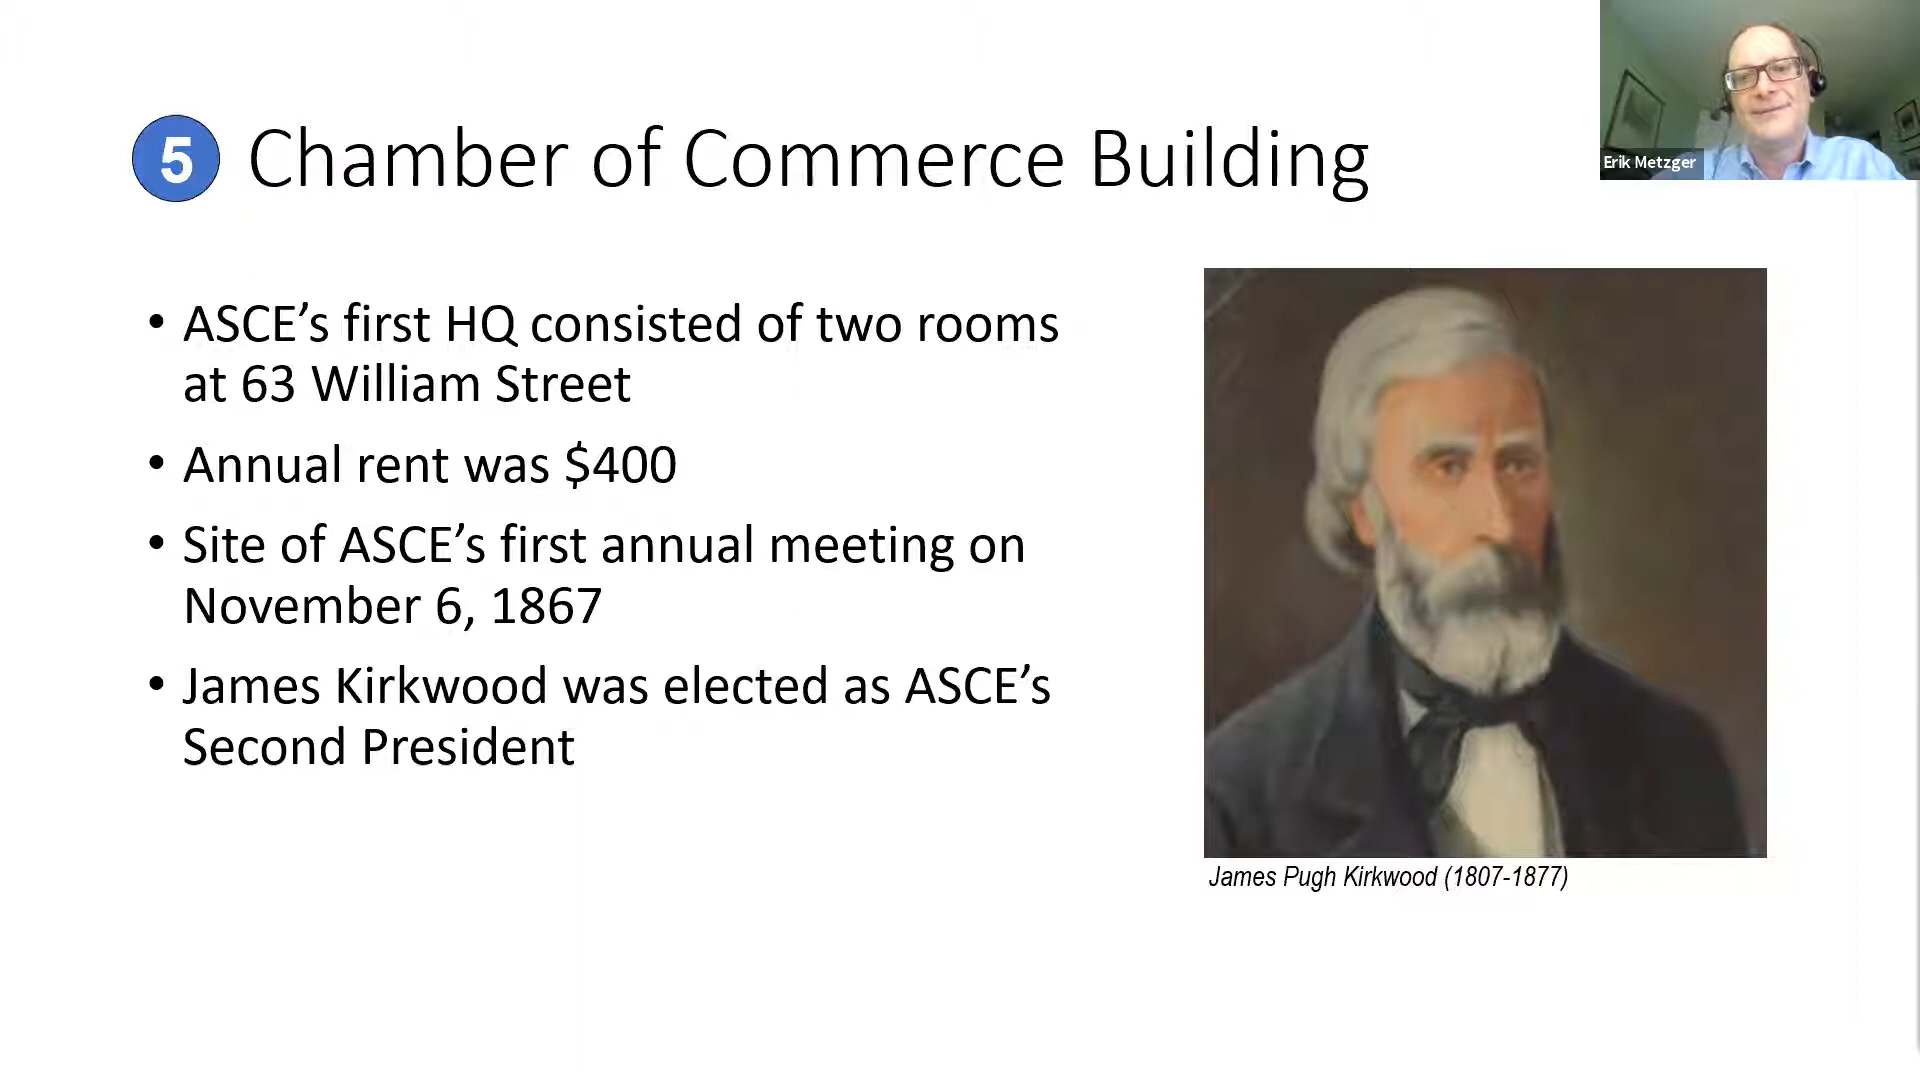 5 Chamber of Commerce Building
Erik Metzger
• ASCE’s first HQ consisted of two rooms
at 63 William Street
• Annual rent was $400
• Site of ASCE’s first annual meeting on
November 6, 1867
• James Kirkwood was elected as ASCE’s
Second President
James Pugh Kirkwood (1807-1877)